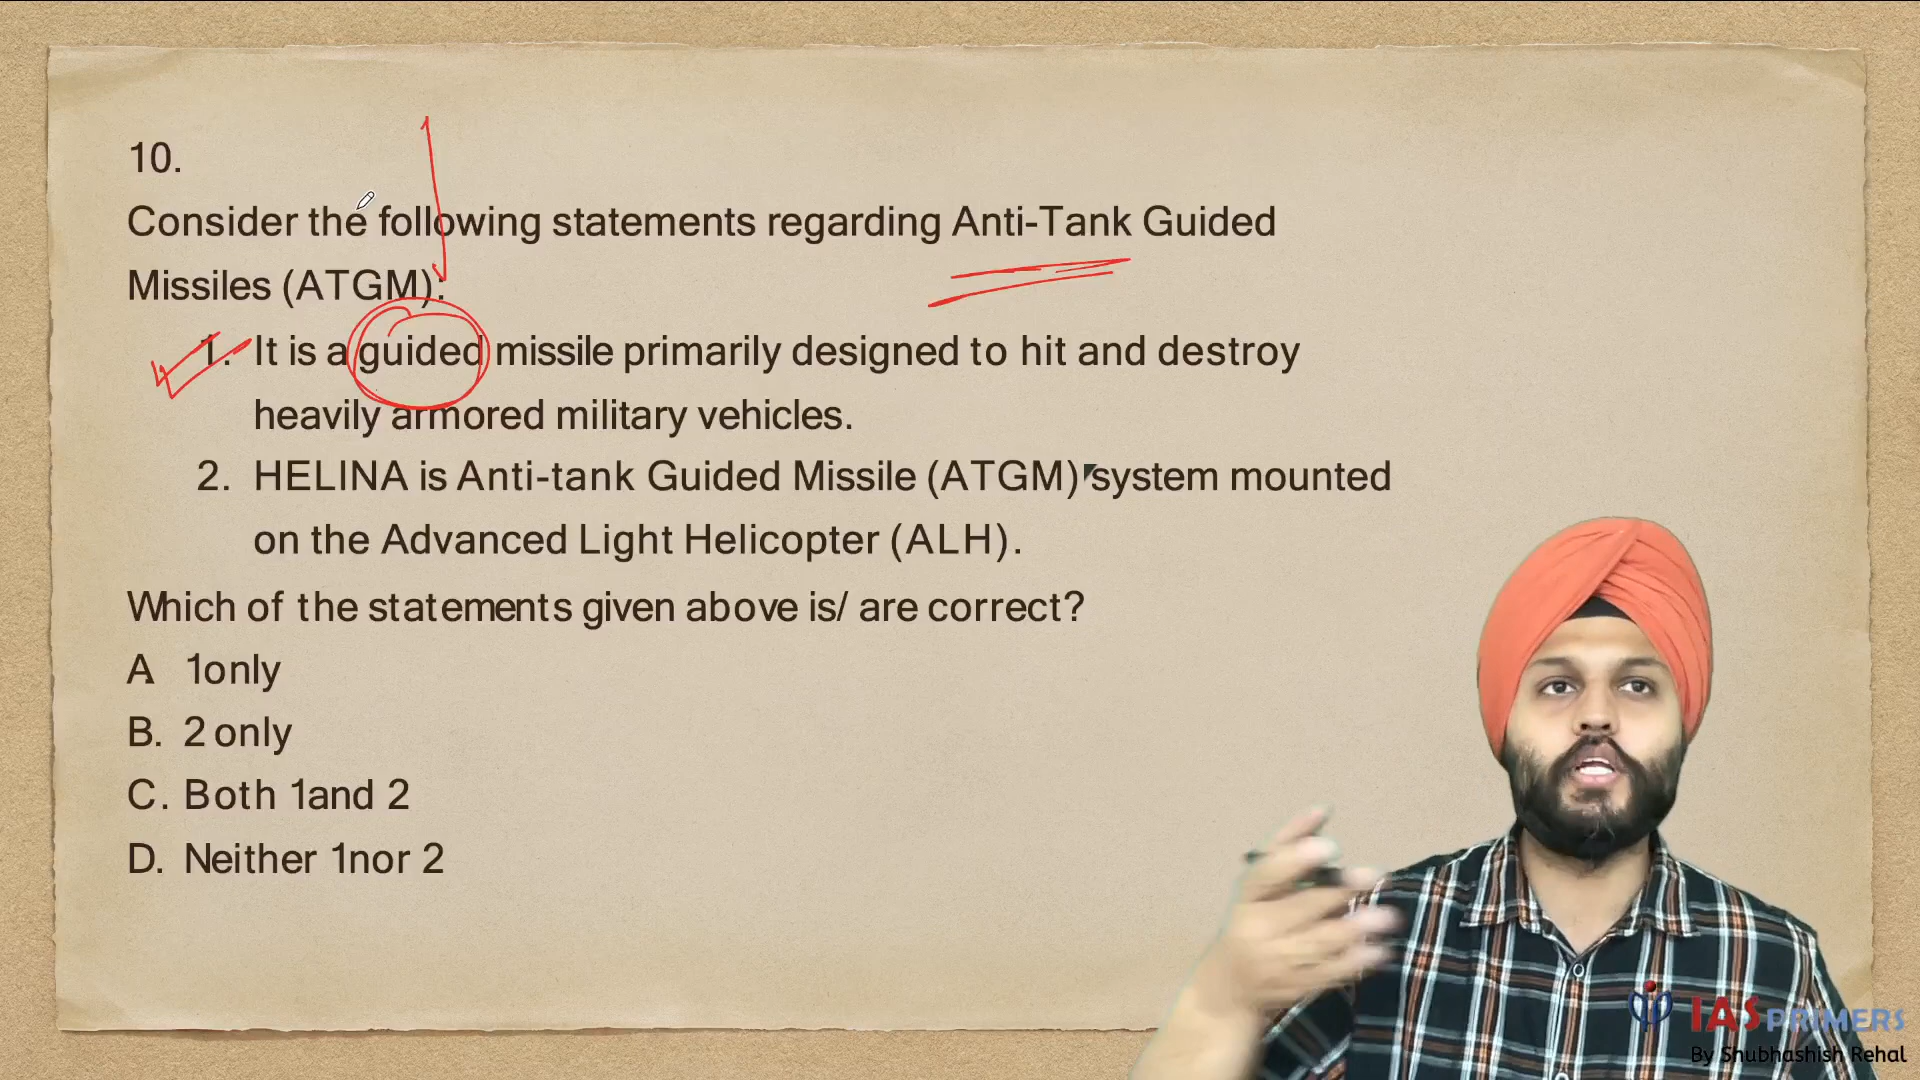 10.
Consider the following statements regarding Anti-Tank Guided
Missiles (ATGM):
1. It is a guided missile primarily designed to hit and destroy
heavily armored military vehicles.
2. HELINA is Anti-tank Guided Missile (ATGM) system mounted
on the Advanced Light Helicopter (ALH).
Which of the statements given above is/ are correct?
A 1only
B. 2 only
C. Both 1and 2
D. Neither 1nor 2
IAS PRIMERS
By Shubhashish Rehal